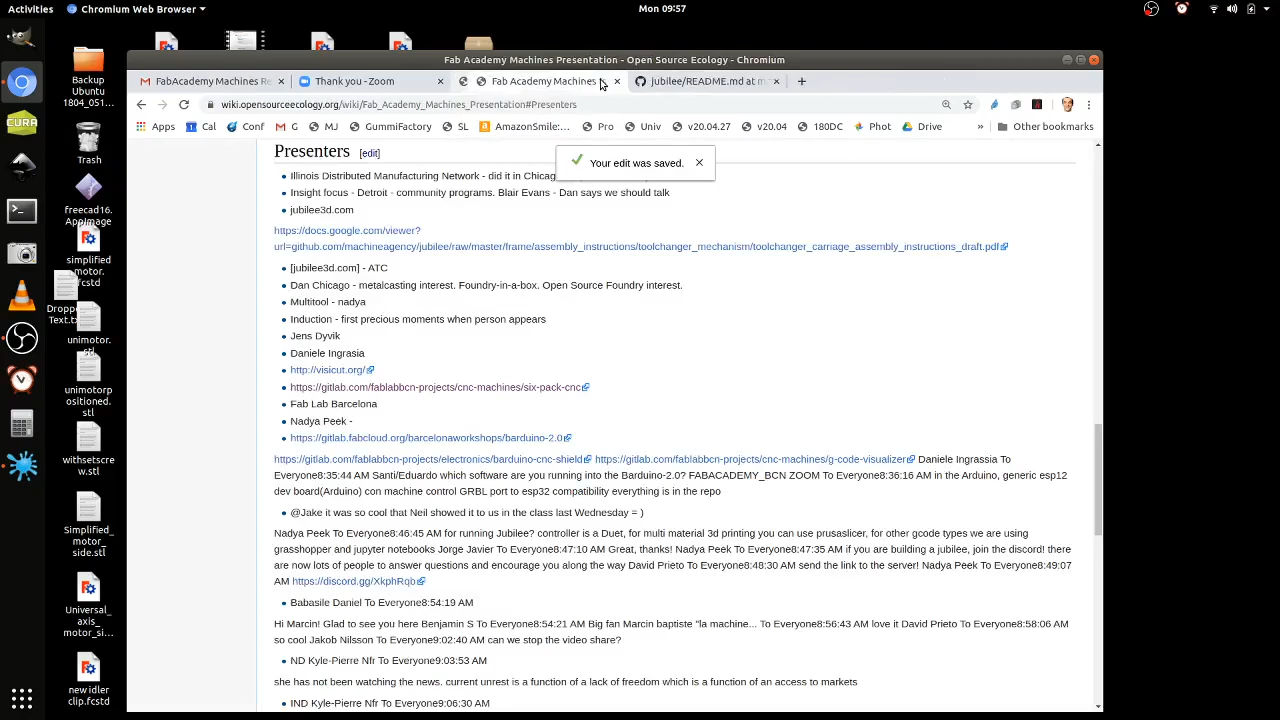 Activities
Chromium Web Browser
Mon 09:57
Fab Academy Machines Presentation - Open Source Ecology - Chromium
FabAcademy Machines Re
Thank you - Zoom
Fab Academy Machines
jubilee/README.md at m
wiki.opensourceecology.org/wiki/Fab_Academy_Machines_Presentation#Presenters
Apps
Cal
Conf
G
MJ
GummiFactory
SL
AmazonSmile:...
Pro
Univ
v20.04.27
v20.04
180DC
Phot
Drive
»
Other bookmarks
Backup
Ubuntu
1804_051...
Trash
freecad16.
AppImage
simplified
motor.
fcstd
Text.t
unimotor.
stl
unimotorp
ositioned.
stl
withsetscre
w.stl
Simplified_
motor_
side.stl
Universal_
axis_
motor_si...
new idler
clip.fcstd
CURA
Presenters [edit]
Your edit was saved.
Illinois Distributed Manufacturing Network - did it in Chicag
Insight focus - Detroit - community programs. Blair Evans - Dan says we should talk
jubilee3d.com
https://docs.google.com/viewer?
url=github.com/machineagency/jubilee/raw/master/frame/assembly_instructions/toolchanger_mechanism/toolchanger_carriage_assembly_instructions_draft.pdf
[jubilee3d.com] - ATC
Dan Chitago - metalcasting interest. Foundry-in-a-box. Open Source Foundry interest.
Multitool - nadya
Induction - first precious moments when person appears
Jens Dyvik
Daniele Ingrasia
http://visicut.org/
https://gitlab.com/fablabbcn-projects/cnc-machines/six-pack-cnc
Fab Lab Barcelona
Nadya Peek -
https://gitlab.fabcloud.org/barcelonaworkshops/barduino-2.0
https://gitlab.com/fablabbcn-projects/electronics/barduino-cnc-shield https://gitlab.com/fablabbcn-projects/cnc-machines/g-code-visualizer Daniele Ingrassia To
Everyone8:35:44 AM Santi/Eduardo which software are you running into the Barduino-2.0? FABACADEMY_BCN ZOOM To Everyone8:36:16 AM in the Arduino, generic esp12
dev board(Arduino) con machine control GRBL port to esp32 compatibility everything is in the repo
@Jake it was so cool that Neil showed it to us in the class last Wednesday = )
Nadya Peek To Everyone8:46:45 AM for running Jubilee? controller is a Duet, for multi material 3d printing you can use prusaslicer, for other gcode types we are using
grasshopper and jupyter notebooks Jorge Javier To Everyone8:47:10 AM Great, thanks! Nadya Peek To Everyone8:47:35 AM if you are building a jubilee, join the discord! there
are now lots of people to answer questions and encourage you along the way David Prieto To Everyone8:48:30 AM send the link to the server! Nadya Peek To Everyone8:49:07
AM https://discord.gg/XkphRqb
Babasile Daniel To Everyone8:54:19 AM
Hi Marcin! Glad to see you here Benjamin S To Everyone8:54:21 AM Big fan Marcin baptiste "la machine... To Everyone8:56:43 AM love it David Prieto To Everyone8:58:06 AM
so cool Jakob Nilsson To Everyone9:02:40 AM can we stop the video share?
ND Kyle-Pierre Nfr To Everyone9:03:53 AM
she has not been watching the news. current unrest is a function of a lack of freedom which is a function of an access to markets
IND Kyle-Pierre Nfr To Everyone9:06:30 AM